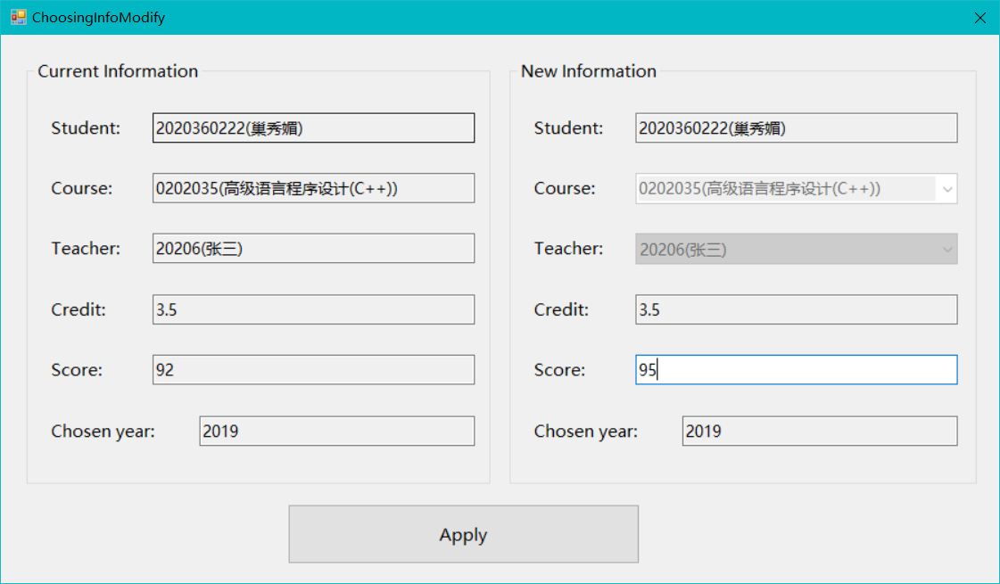 ChoosingInfoModify
Current Information
Student: 2020360222(巢秀媚)
Course: 0202035(高级语言程序设计(C++))
Teacher: 20206(张三)
Credit: 3.5
Score: 92
Chosen year: 2019
New Information
Student: 2020360222(巢秀媚)
Course: 0202035(高级语言程序设计(C++))
Teacher: 20206(张三)
Credit: 3.5
Score: 95
Chosen year: 2019
Apply